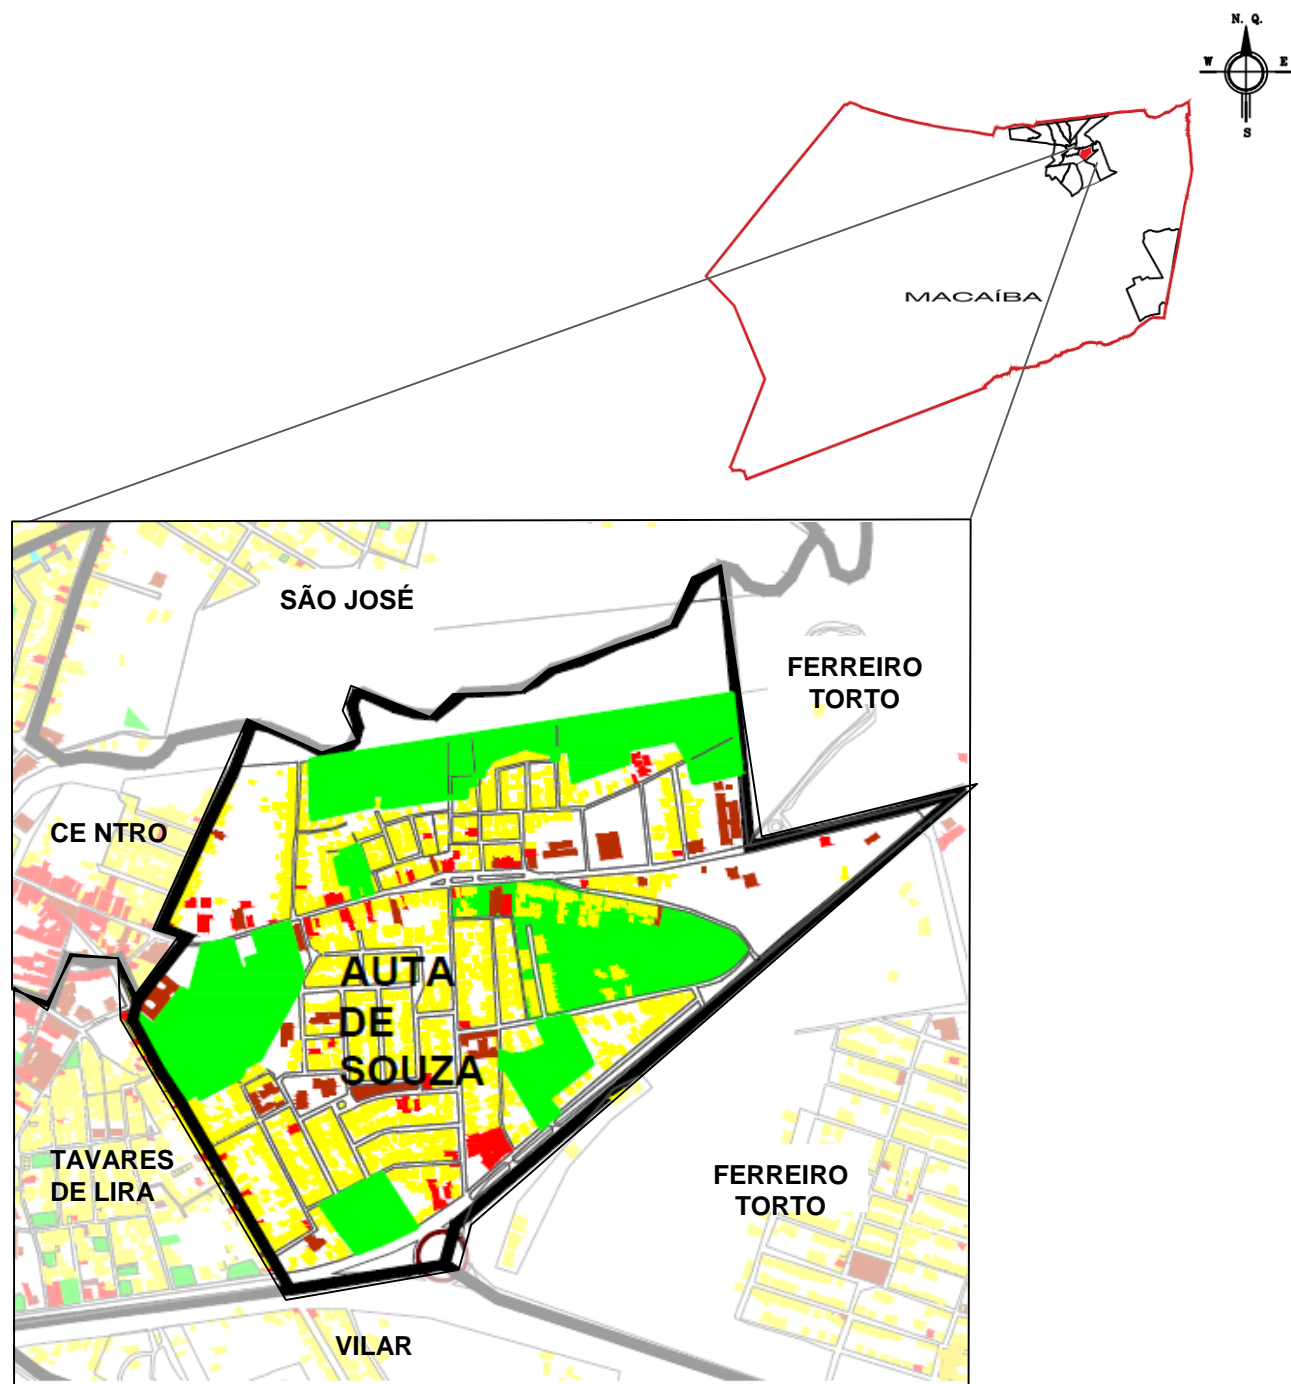 N. Q.
W E
S
MACAÍBA
SÃO JOSÉ
FERREIRO
TORTO
CE NTRO
AUTA
DE
SOUZA
TAVARES
DE LIRA
FERREIRO
TORTO
VILAR